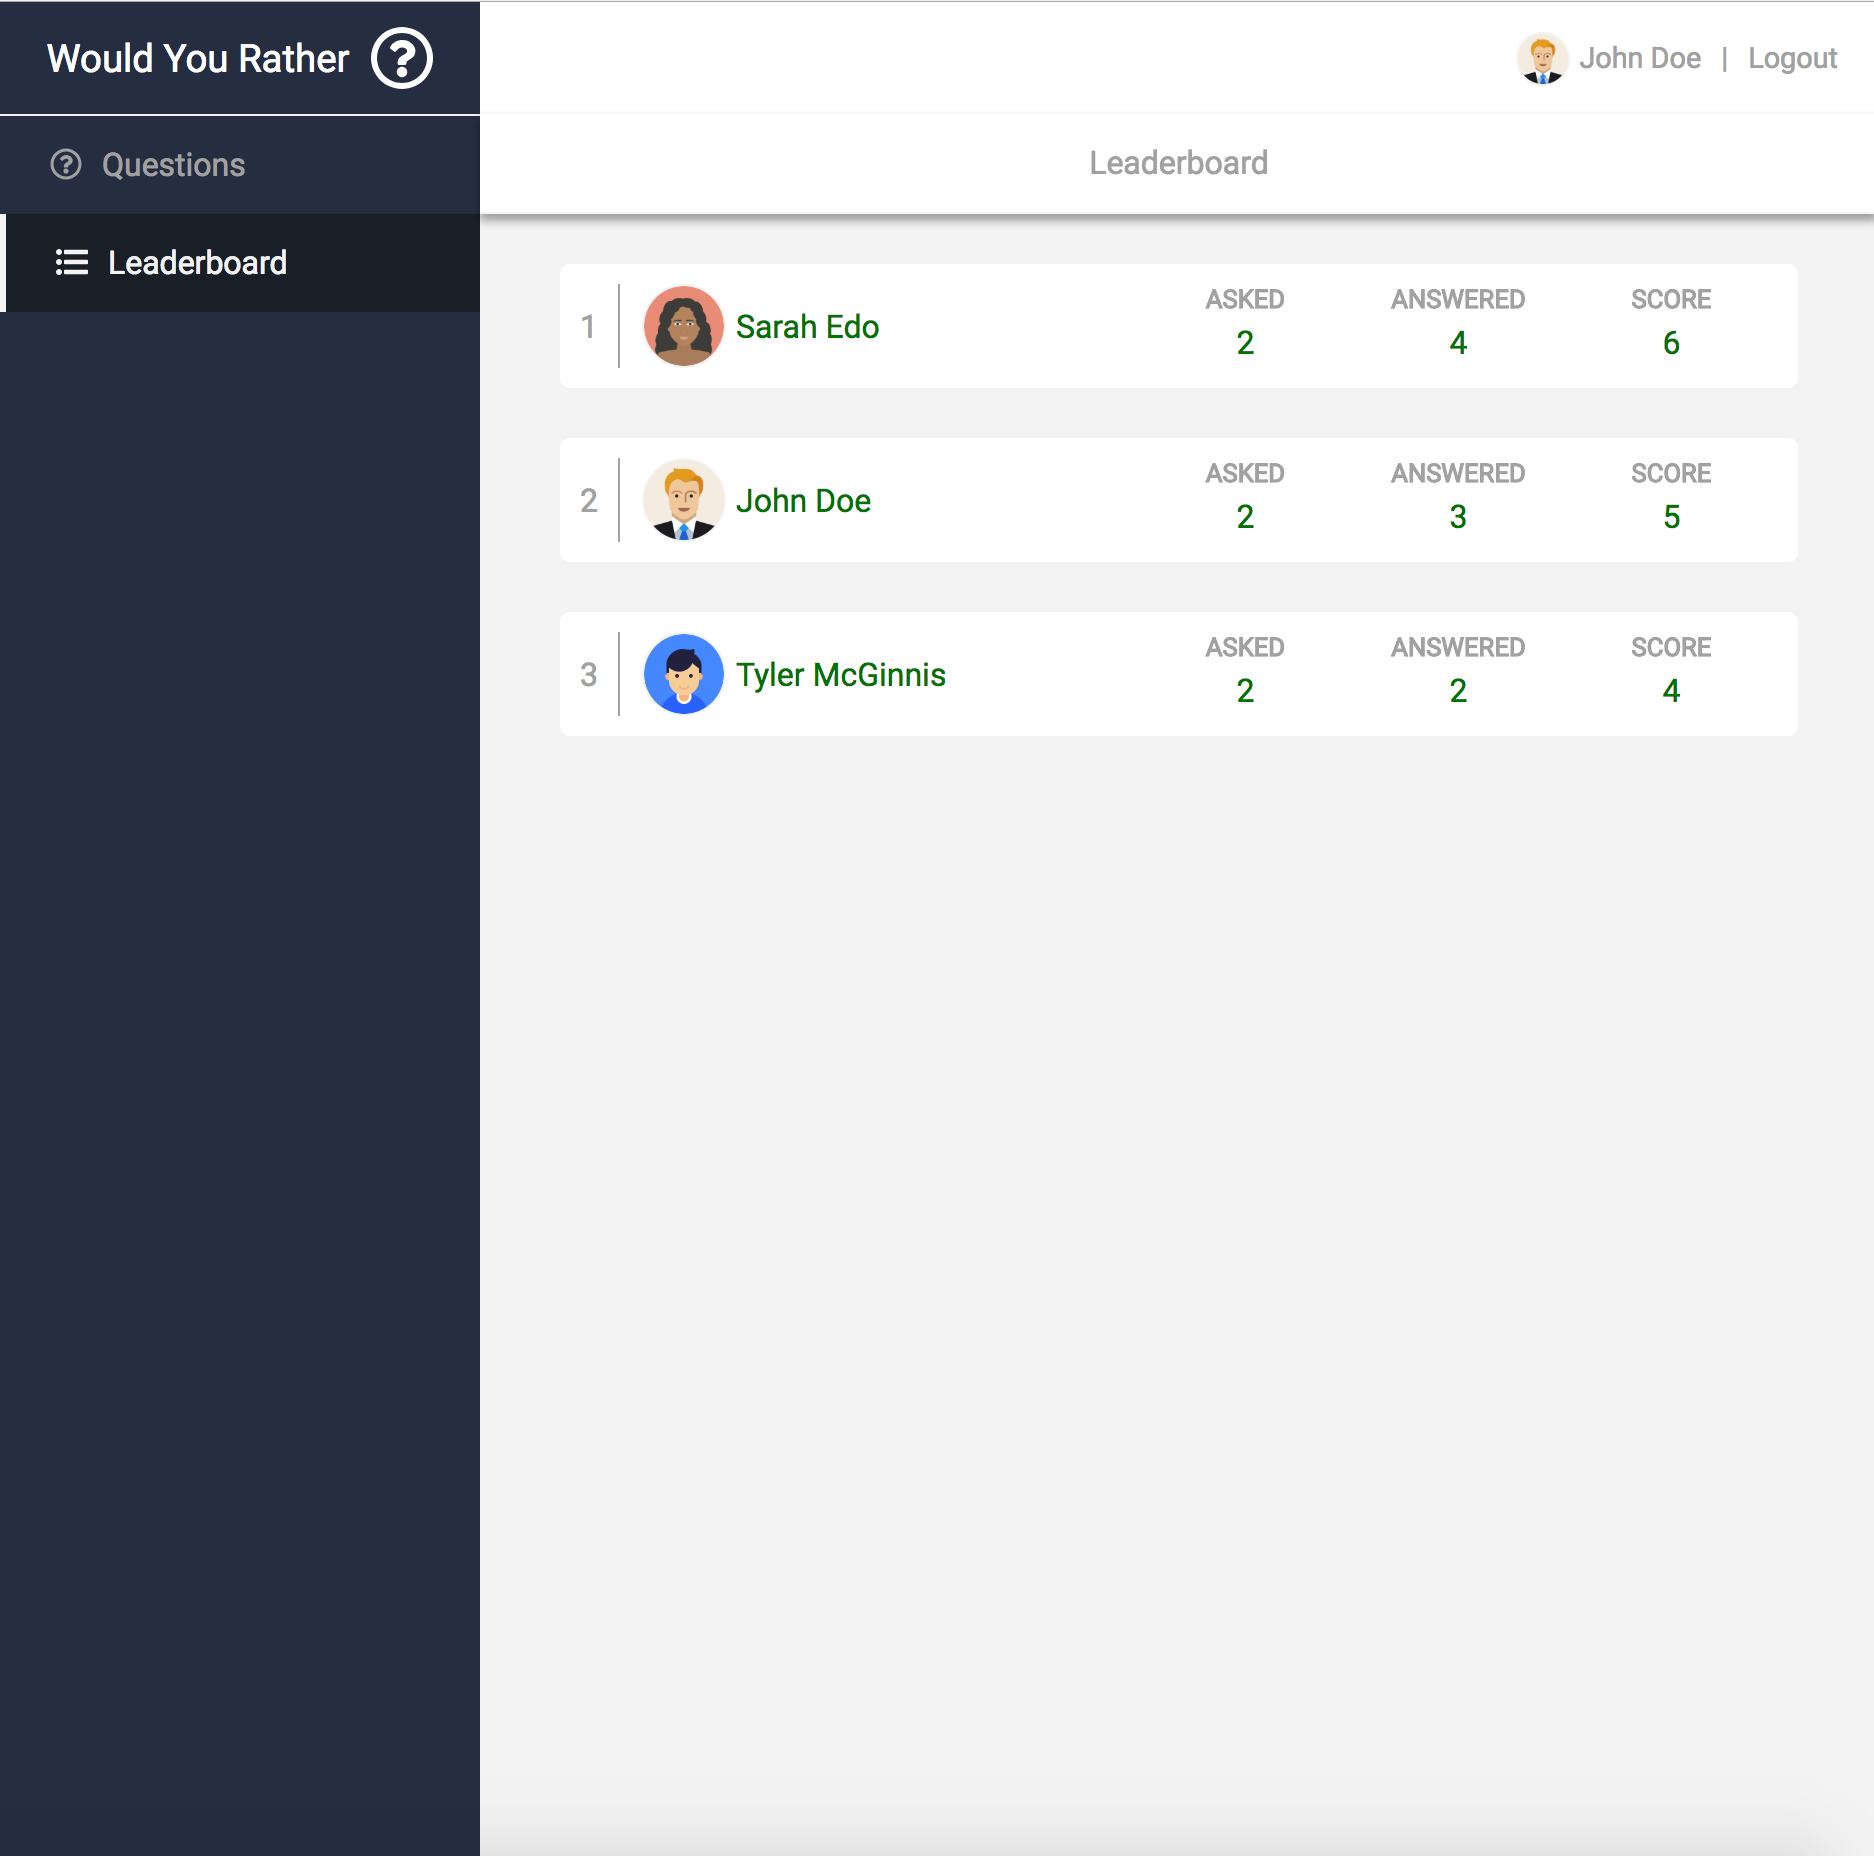 Would You Rather
John Doe | Logout
Questions
Leaderboard
Leaderboard
1 Sarah Edo ASKED ANSWERED SCORE
2 4 6
2 John Doe ASKED ANSWERED SCORE
2 3 5
3 Tyler McGinnis ASKED ANSWERED SCORE
2 2 4